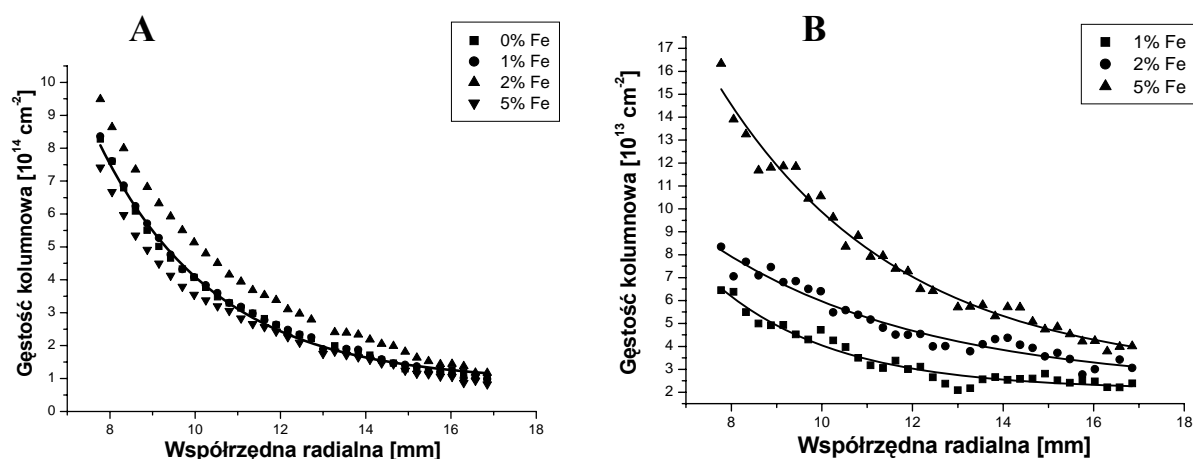 A
0% Fe
1% Fe
2% Fe
5% Fe
Gęstość kolumnowa [10¹⁴ cm⁻²]
10
9
8
7
6
5
4
3
2
1
0
8 10 12 14 16 18
Współrzędna radialna [mm]
B
1% Fe
2% Fe
5% Fe
Gęstość kolumnowa [10¹³ cm⁻²]
17
16
15
14
13
12
11
10
9
8
7
6
5
4
3
2
8 10 12 14 16 18
Współrzędna radialna [mm]